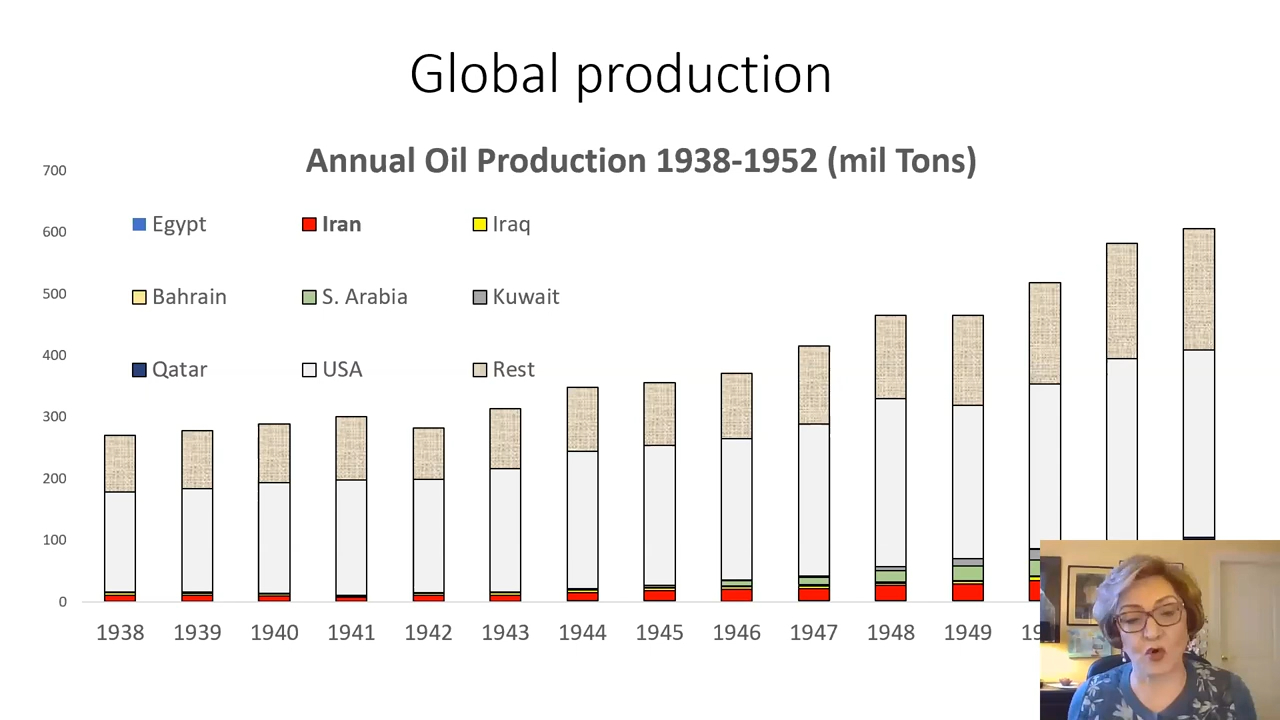 Global production
Annual Oil Production 1938-1952 (mil Tons)
700
600
500
400
300
200
100
0
Egypt Iran Iraq
Bahrain S. Arabia Kuwait
Qatar USA Rest
1938 1939 1940 1941 1942 1943 1944 1945 1946 1947 1948 1949